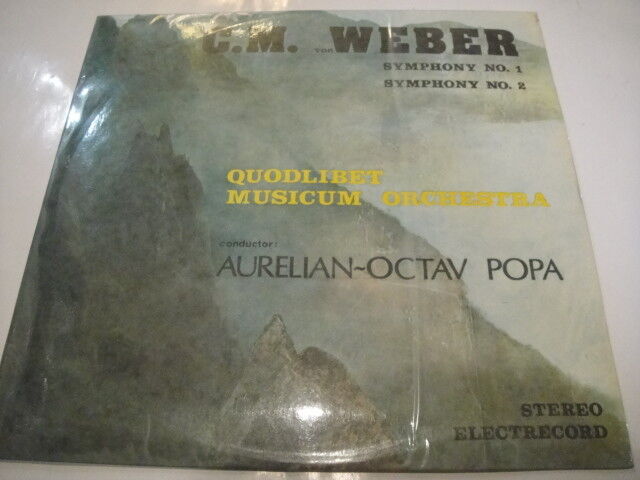 C.M. von WEBER
SYMPHONY NO. 1
SYMPHONY NO. 2
QUODLIBET
MUSICUM ORCHESTRA
conductor:
AURELIAN~OCTAV POPA
STEREO
ELECTRECORD